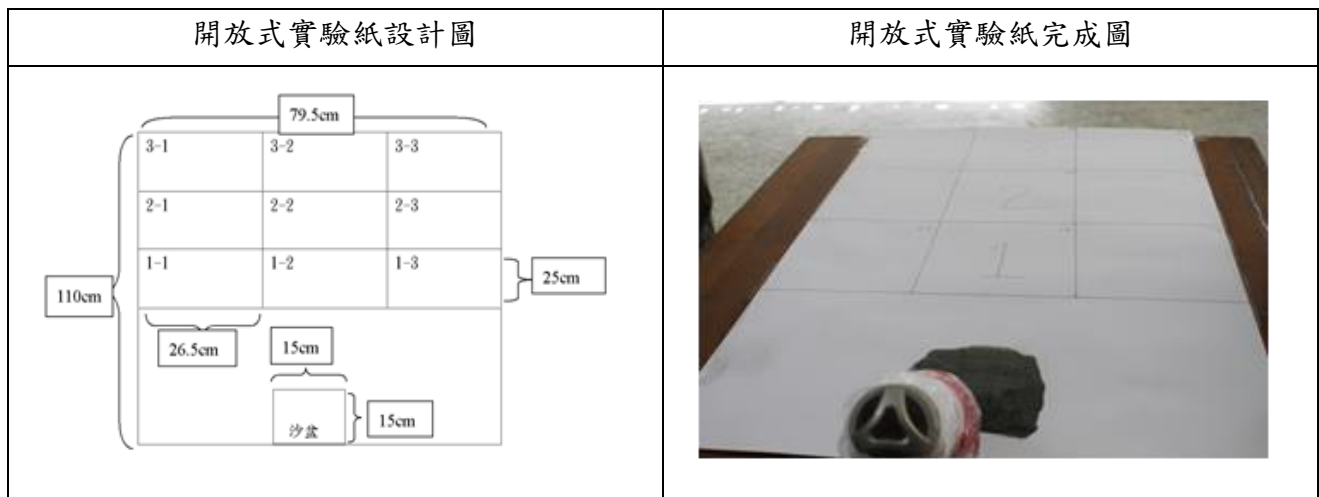 開放式實驗紙設計圖
開放式實驗紙完成圖
79.5cm
3-1 3-2 3-3
2-1 2-2 2-3
1-1 1-2 1-3
25cm
110cm
26.5cm
15cm
沙盆
15cm
2
1